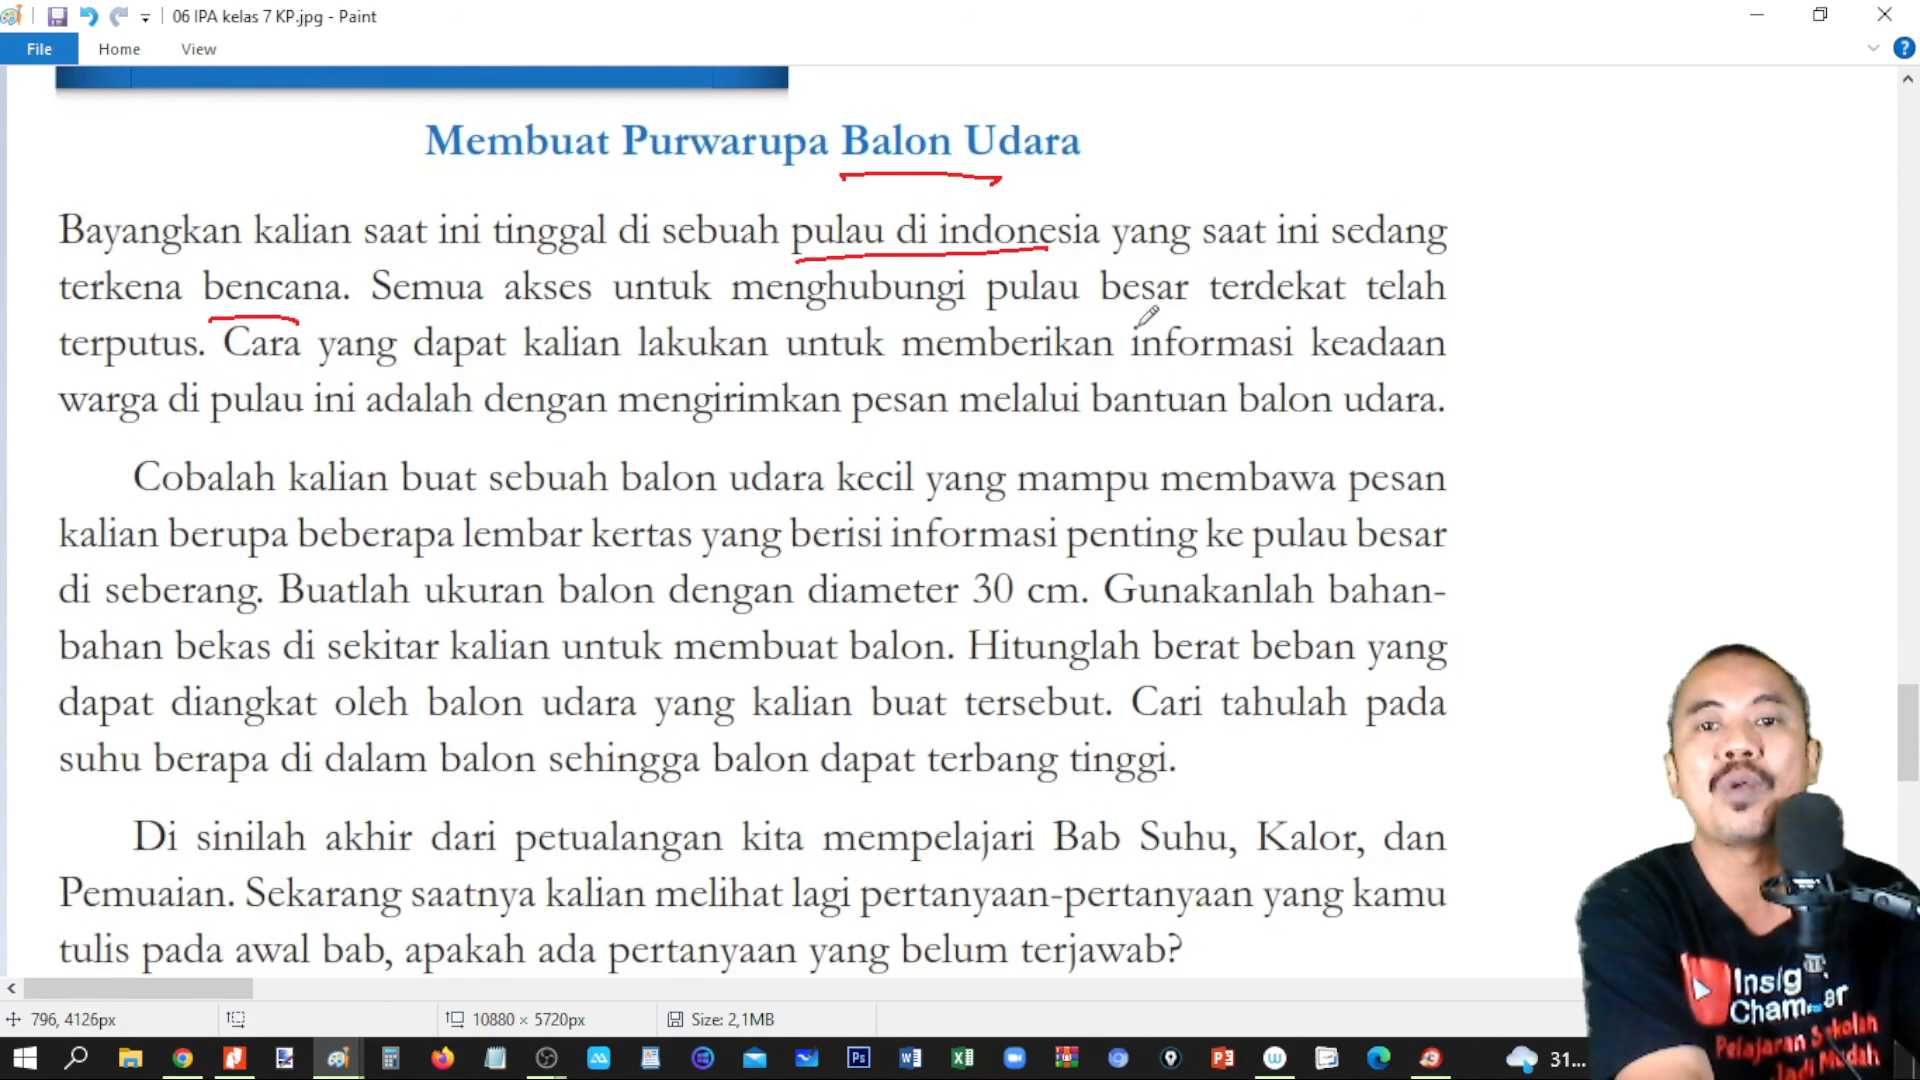 06 IPA kelas 7 KP.jpg - Paint
File Home View
Membuat Purwarupa Balon Udara
Bayangkan kalian saat ini tinggal di sebuah pulau di indonesia yang saat ini sedang
terkena bencana. Semua akses untuk menghubungi pulau besar terdekat telah
terputus. Cara yang dapat kalian lakukan untuk memberikan informasi keadaan
warga di pulau ini adalah dengan mengirimkan pesan melalui bantuan balon udara.
Cobalah kalian buat sebuah balon udara kecil yang mampu membawa pesan
kalian berupa beberapa lembar kertas yang berisi informasi penting ke pulau besar
di seberang. Buatlah ukuran balon dengan diameter 30 cm. Gunakanlah bahan-
bahan bekas di sekitar kalian untuk membuat balon. Hitunglah berat beban yang
dapat diangkat oleh balon udara yang kalian buat tersebut. Cari tahulah pada
suhu berapa di dalam balon sehingga balon dapat terbang tinggi.
Di sinilah akhir dari petualangan kita mempelajari Bab Suhu, Kalor, dan
Pemuaian. Sekarang saatnya kalian melihat lagi pertanyaan-pertanyaan yang kamu
tulis pada awal bab, apakah ada pertanyaan yang belum terjawab?
796, 4126px 10880 × 5720px Size: 2,1MB
Pelajaran Sekolah
Jadi Mudah
Ps
31...